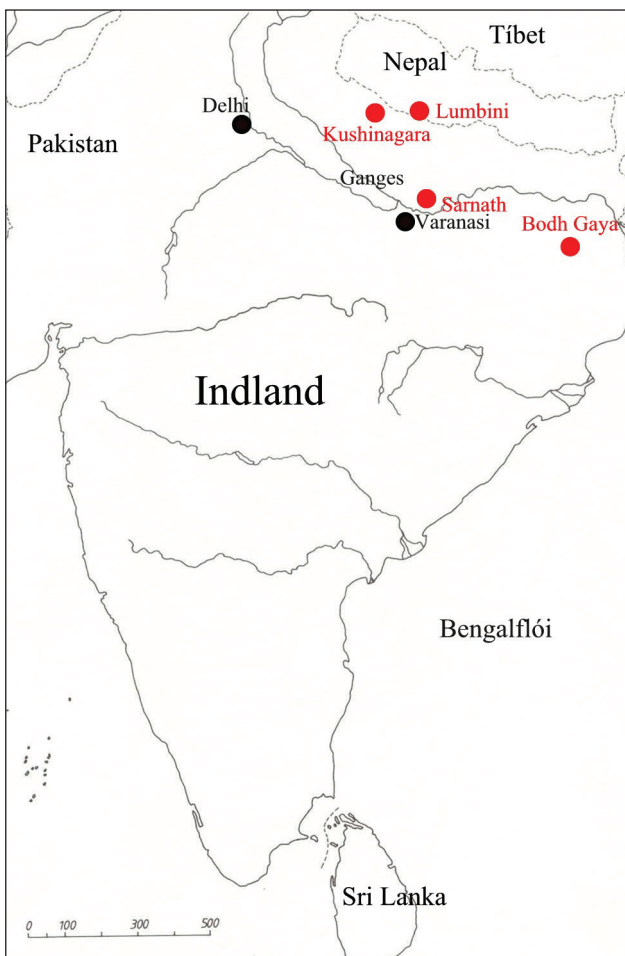 Tíbet
Nepal
Delhi
Lumbini
Kushinagara
Pakistan
Ganges
Sarnath
Varanasi
Bodh Gaya
Indland
Bengalflói
Sri Lanka
0 100 300 500